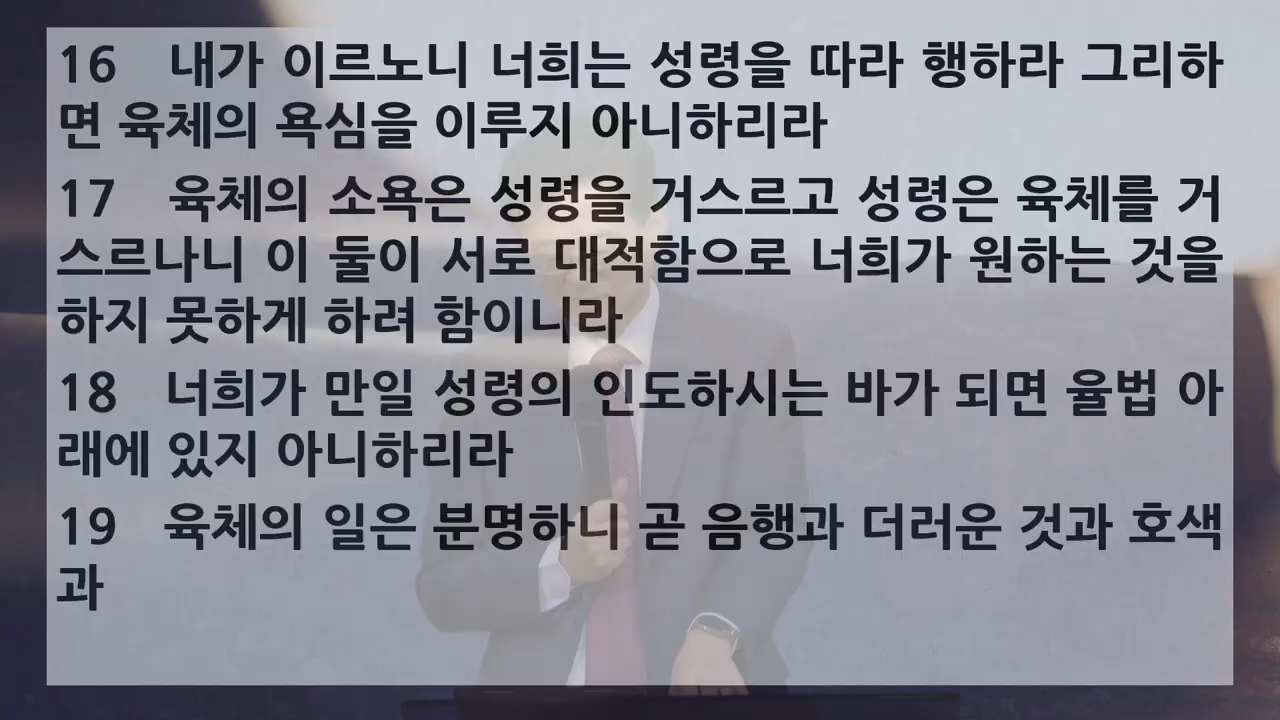 16 내가 이르노니 너희는 성령을 따라 행하라 그리하
면 육체의 욕심을 이루지 아니하리라
17 육체의 소욕은 성령을 거스르고 성령은 육체를 거
스르나니 이 둘이 서로 대적함으로 너희가 원하는 것을
하지 못하게 하려 함이니라
18 너희가 만일 성령의 인도하시는 바가 되면 율법 아
래에 있지 아니하리라
19 육체의 일은 분명하니 곧 음행과 더러운 것과 호색
과